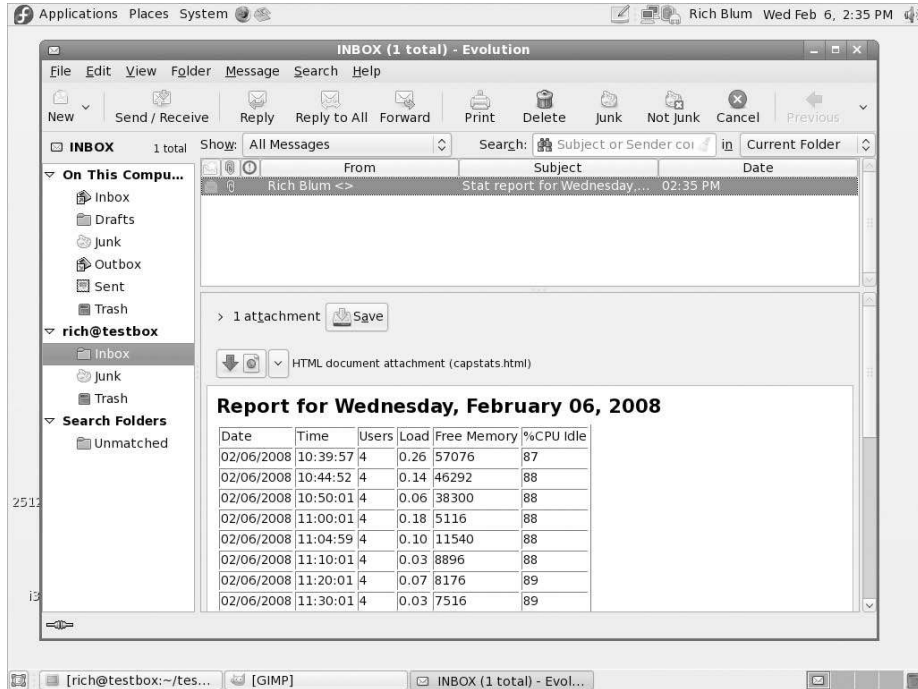 Applications Places System Rich Blum Wed Feb 6, 2:35 PM
INBOX (1 total) - Evolution
File Edit View Folder Message Search Help
New Send / Receive Reply Reply to All Forward Print Delete Junk Not Junk Cancel Previous
INBOX 1 total Show: All Messages Search: Subject or Sender in Current Folder
From Subject Date
Rich Blum <> Stat report for Wednesday,... 02:35 PM
On This Compu...
Inbox
Drafts
Junk
Outbox
Sent
Trash
rich@testbox
Inbox
Junk
Trash
Search Folders
Unmatched
1 attachment Save
HTML document attachment (capstats.html)
Report for Wednesday, February 06, 2008
Date Time Users Load Free Memory %CPU Idle
02/06/2008 10:39:57 4 0.26 57076 87
02/06/2008 10:44:52 4 0.14 46292 88
02/06/2008 10:50:01 4 0.06 38300 88
02/06/2008 11:00:01 4 0.18 5116 88
02/06/2008 11:04:59 4 0.10 11540 88
02/06/2008 11:10:01 4 0.03 8896 88
02/06/2008 11:20:01 4 0.07 8176 89
02/06/2008 11:30:01 4 0.03 7516 89
[rich@testbox:~/tes... [GIMP] INBOX (1 total) - Evol...